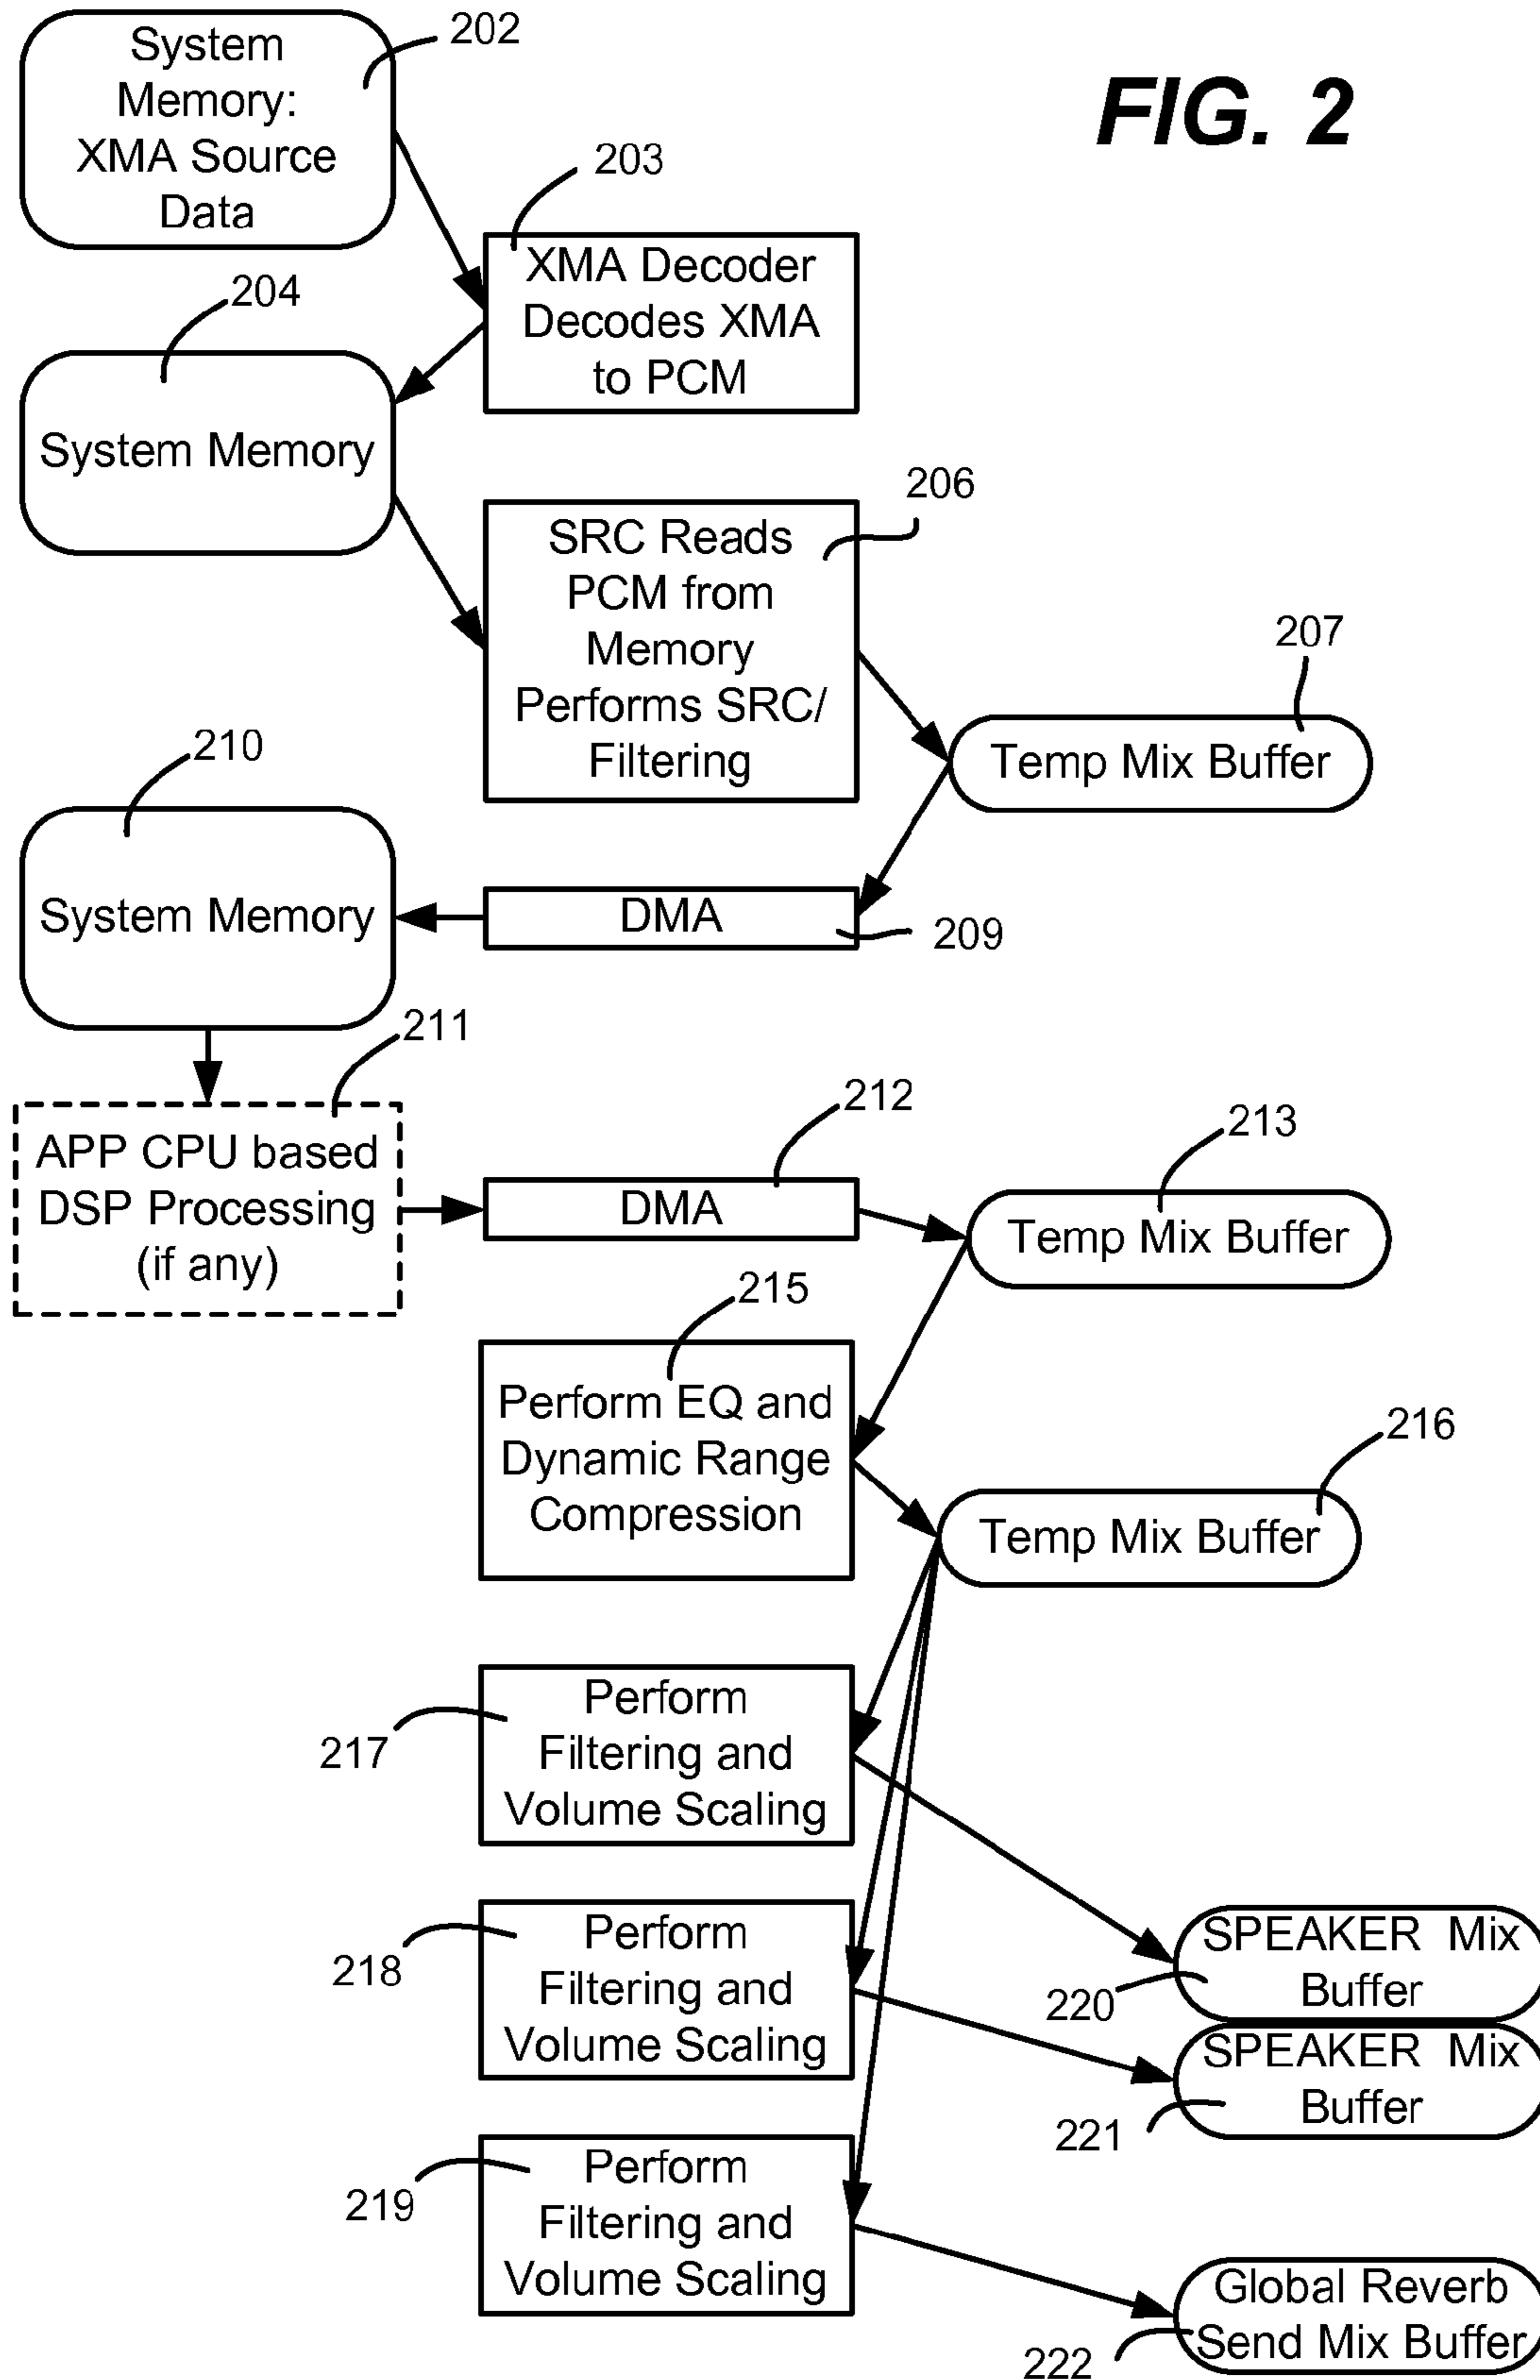 202
System
Memory:
XMA Source
Data
FIG. 2
203
XMA Decoder
Decodes XMA
to PCM
204
System Memory
206
SRC Reads
PCM from
Memory
Performs SRC/
Filtering
207
Temp Mix Buffer
210
System Memory
DMA
209
211
APP CPU based
DSP Processing
(if any)
212
DMA
213
Temp Mix Buffer
215
Perform EQ and
Dynamic Range
Compression
216
Temp Mix Buffer
217
Perform
Filtering and
Volume Scaling
218
Perform
Filtering and
Volume Scaling
220
SPEAKER Mix
Buffer
221
SPEAKER Mix
Buffer
219
Perform
Filtering and
Volume Scaling
222
Global Reverb
Send Mix Buffer